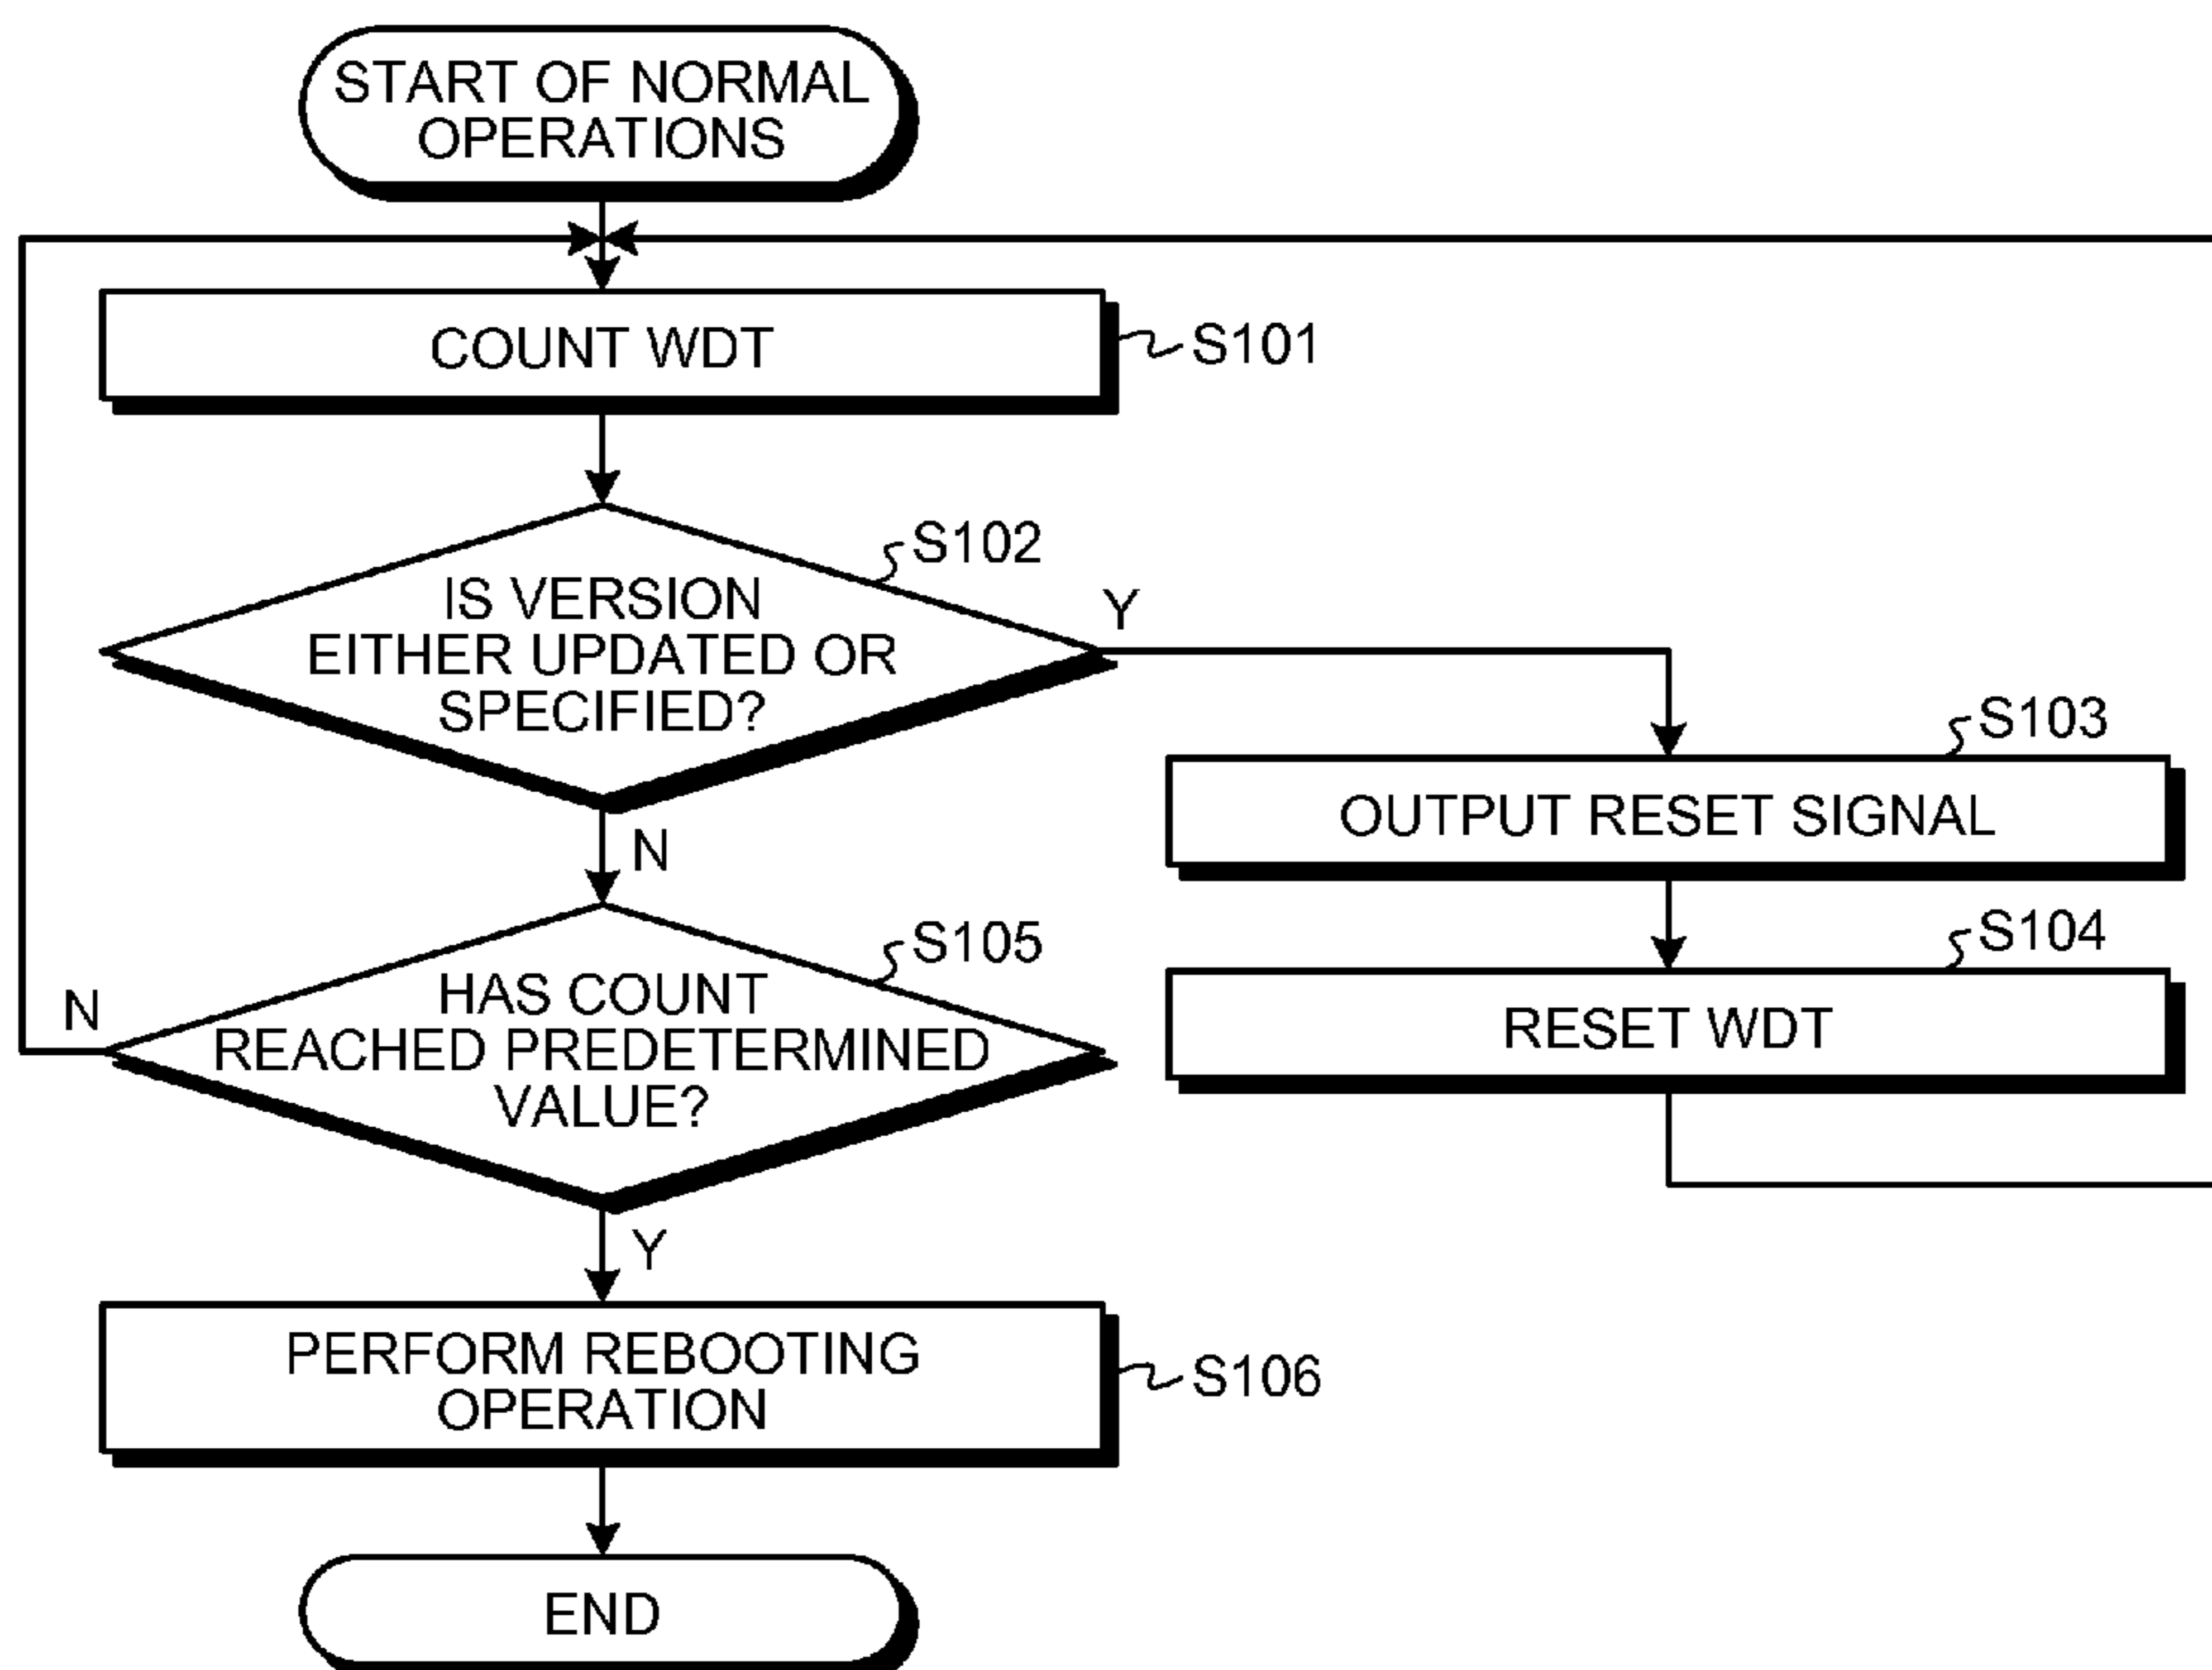 START OF NORMAL
OPERATIONS
COUNT WDT
S101
S102
IS VERSION
EITHER UPDATED OR
SPECIFIED?
Y
N
S103
OUTPUT RESET SIGNAL
S104
RESET WDT
S105
HAS COUNT
REACHED PREDETERMINED
VALUE?
N
Y
PERFORM REBOOTING
OPERATION
S106
END